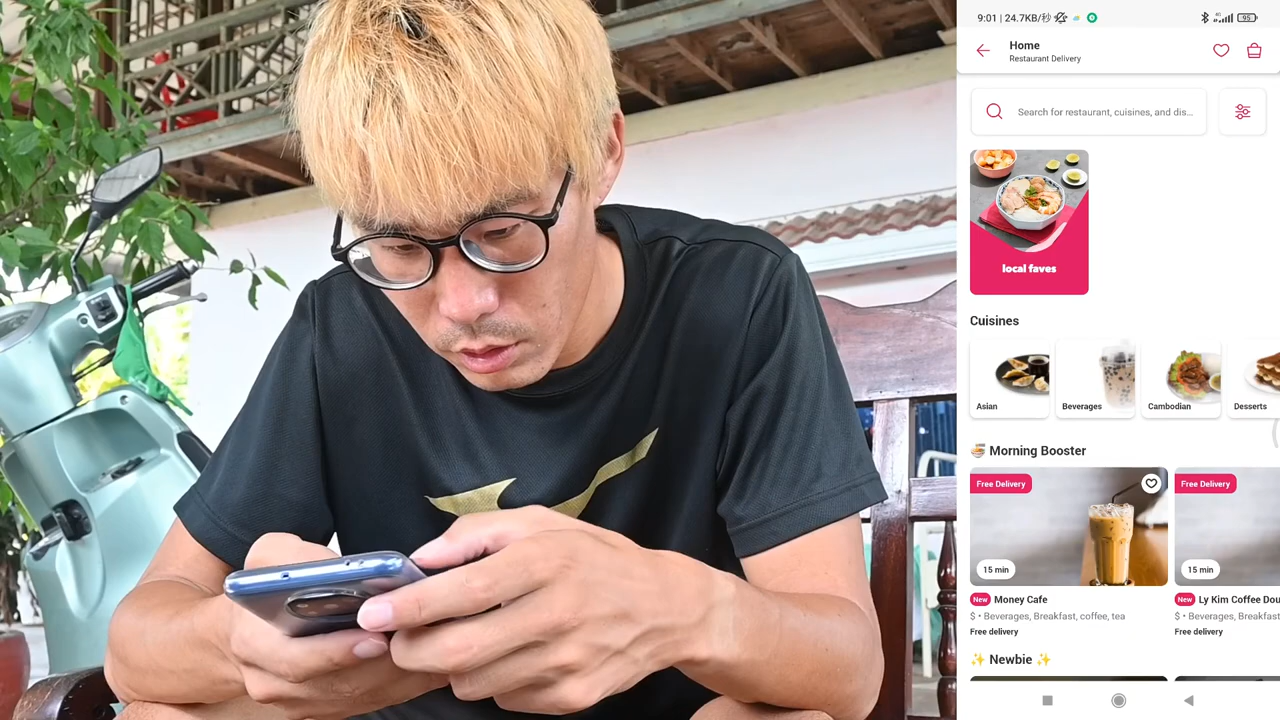 9:01 | 24.7KB/秒
4G
95
Home
Restaurant Delivery
Search for restaurant, cuisines, and dis...
local faves
Cuisines
Asian
Beverages
Cambodian
Desserts
Morning Booster
Free Delivery
Free Delivery
15 min
15 min
New Money Cafe
New Ly Kim Coffee Dou
$ • Beverages, Breakfast, coffee, tea
$ • Beverages, Breakfast
Free delivery
Free delivery
✨ Newbie ✨